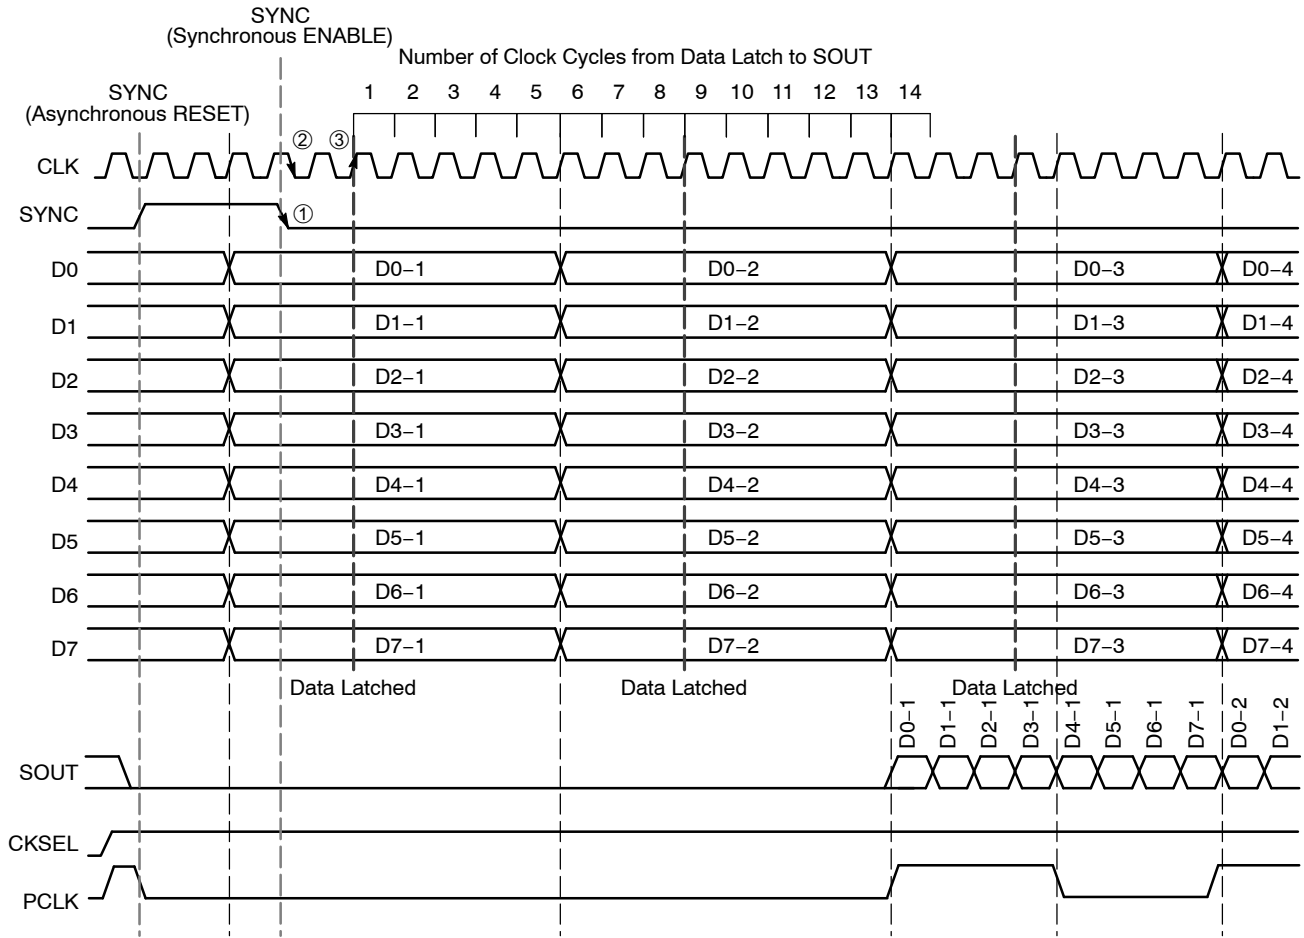 SYNC
(Synchronous ENABLE)
Number of Clock Cycles from Data Latch to SOUT
SYNC
(Asynchronous RESET)
1 2 3 4 5 6 7 8 9 10 11 12 13 14
② ③
CLK
SYNC ①
D0 D0−1 D0−2 D0−3 D0−4
D1 D1−1 D1−2 D1−3 D1−4
D2 D2−1 D2−2 D2−3 D2−4
D3 D3−1 D3−2 D3−3 D3−4
D4 D4−1 D4−2 D4−3 D4−4
D5 D5−1 D5−2 D5−3 D5−4
D6 D6−1 D6−2 D6−3 D6−4
D7 D7−1 D7−2 D7−3 D7−4
Data Latched Data Latched Data Latched
D0−1 D1−1 D2−1 D3−1 D4−1 D5−1 D6−1 D7−1 D0−2 D1−2
SOUT
CKSEL
PCLK